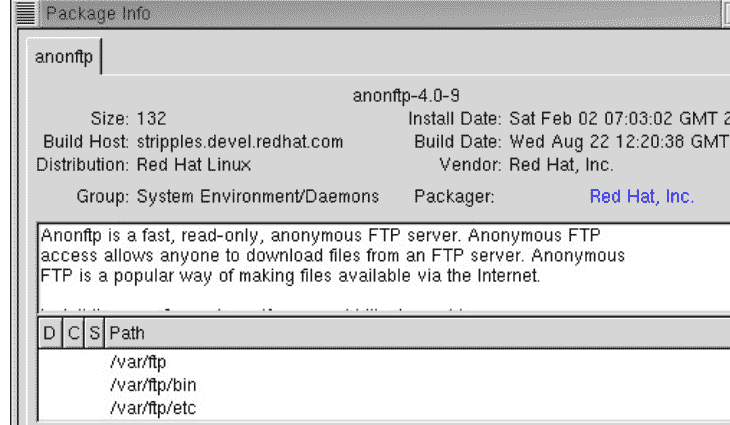 Package Info
anonftp
anonftp-4.0-9
Size: 132 Install Date: Sat Feb 02 07:03:02 GMT 2
Build Host: stripples.devel.redhat.com Build Date: Wed Aug 22 12:20:38 GMT
Distribution: Red Hat Linux Vendor: Red Hat, Inc.
Group: System Environment/Daemons Packager: Red Hat, Inc.
Anonftp is a fast, read-only, anonymous FTP server. Anonymous FTP
access allows anyone to download files from an FTP server. Anonymous
FTP is a popular way of making files available via the Internet.
D C S Path
/var/ftp
/var/ftp/bin
/var/ftp/etc